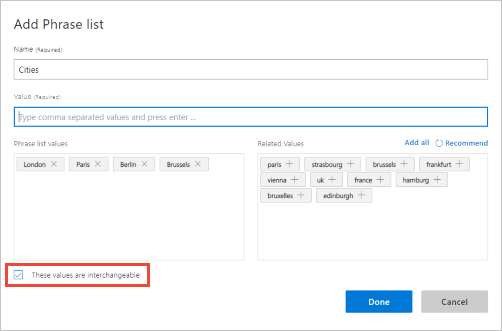 Add Phrase list
Name (Required)
Cities
Value (Required)
Type comma separated values and press enter ...
Phrase list values
London × Paris × Berlin × Brussels ×
Related Values Add all Recommend
paris + strasbourg + brussels + frankfurt +
vienna + uk + france + hamburg +
bruxelles + edinburgh +
These values are interchangeable
Done Cancel